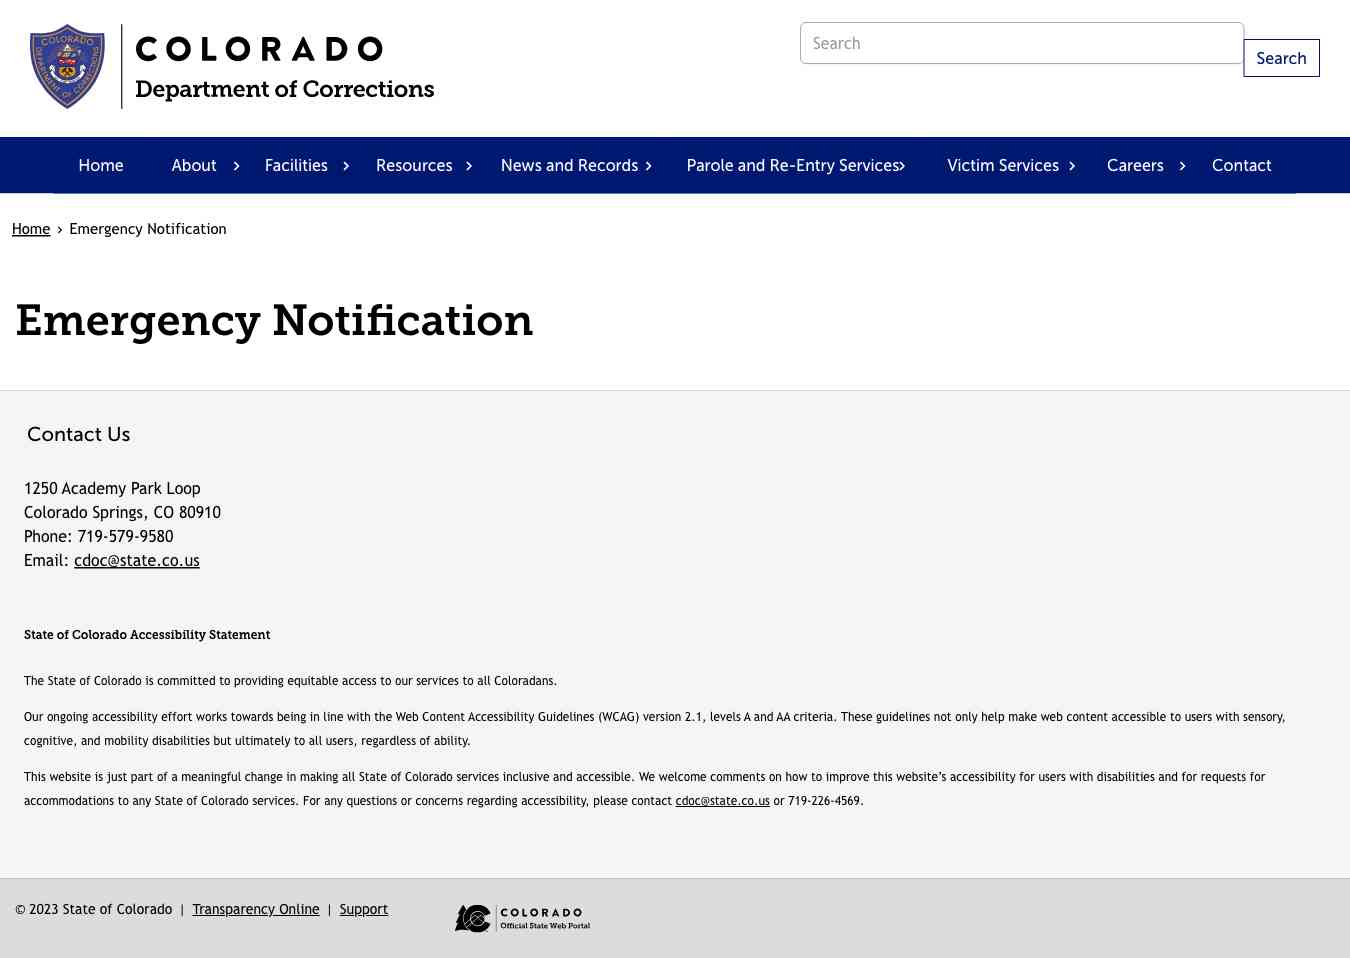 COLORADO
Department of Corrections
Search
Search
Home About Facilities Resources News and Records Parole and Re-Entry Services Victim Services Careers Contact
Home › Emergency Notification
Emergency Notification
Contact Us
1250 Academy Park Loop
Colorado Springs, CO 80910
Phone: 719-579-9580
Email: cdoc@state.co.us
State of Colorado Accessibility Statement
The State of Colorado is committed to providing equitable access to our services to all Coloradans.
Our ongoing accessibility effort works towards being in line with the Web Content Accessibility Guidelines (WCAG) version 2.1, levels A and AA criteria. These guidelines not only help make web content accessible to users with sensory,
cognitive, and mobility disabilities but ultimately to all users, regardless of ability.
This website is just part of a meaningful change in making all State of Colorado services inclusive and accessible. We welcome comments on how to improve this website’s accessibility for users with disabilities and for requests for
accommodations to any State of Colorado services. For any questions or concerns regarding accessibility, please contact cdoc@state.co.us or 719-226-4569.
© 2023 State of Colorado | Transparency Online | Support
COLORADO
Official State Web Portal